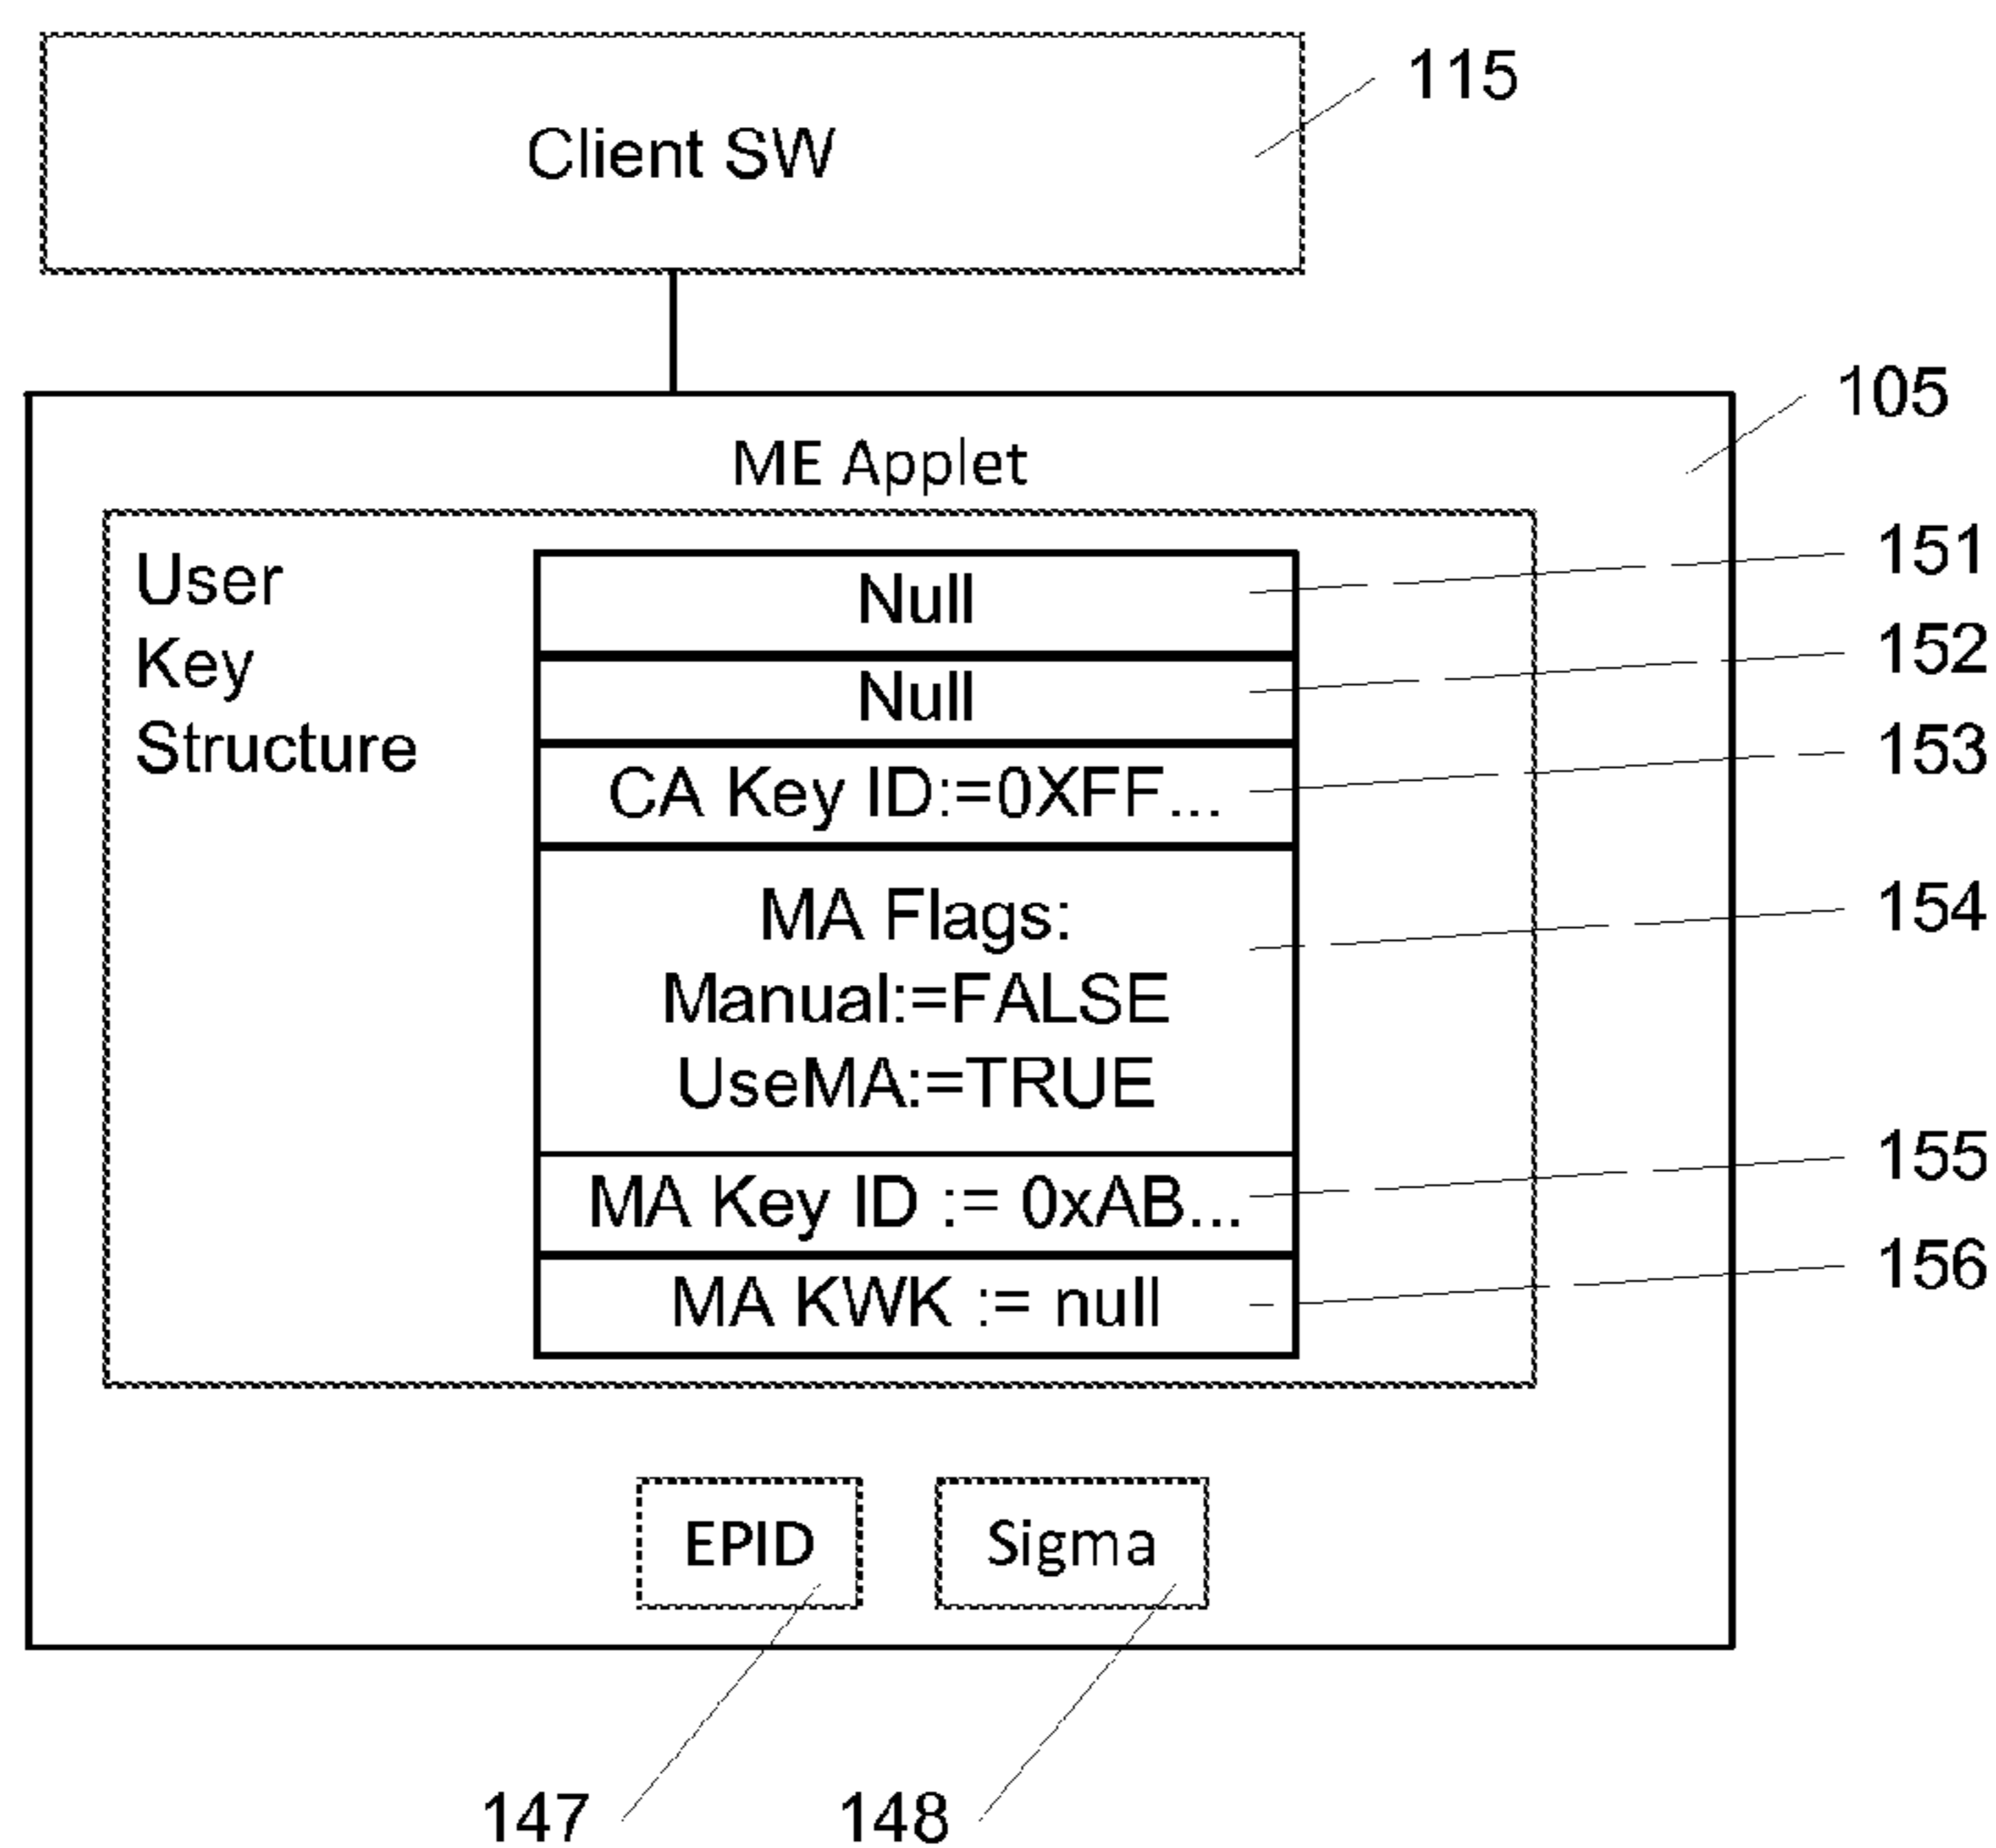 Client SW
115
105
ME Applet
User
Key
Structure
Null
151
Null
152
CA Key ID:=0XFF...
153
MA Flags:
Manual:=FALSE
UseMA:=TRUE
154
MA Key ID := 0xAB...
155
MA KWK := null
156
EPID
Sigma
147
148